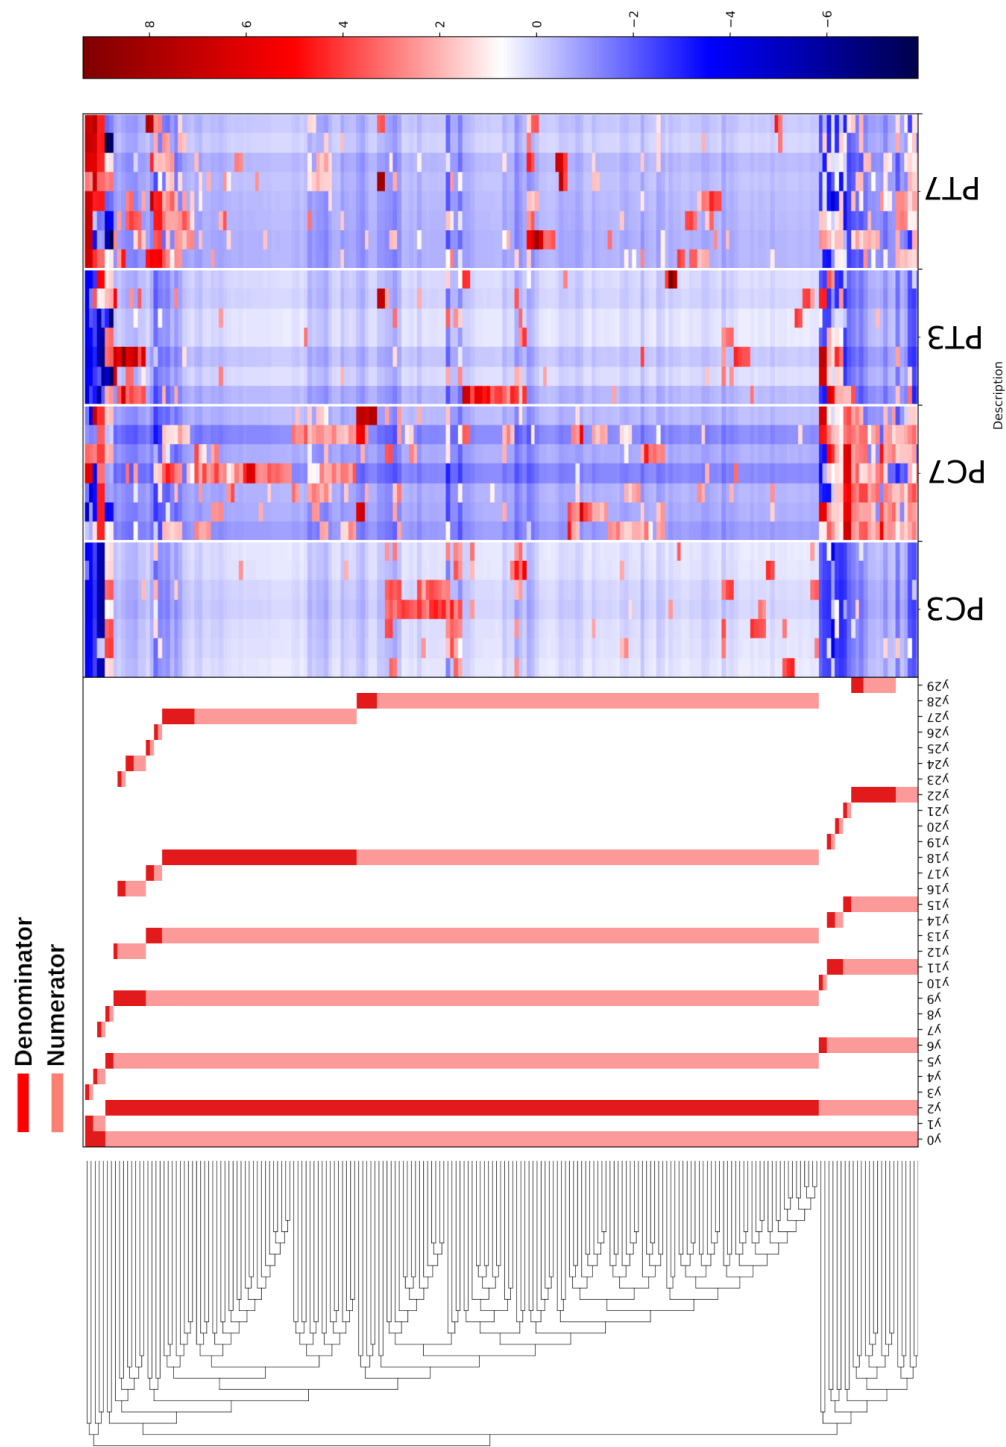 8
6
4
2
0
−2
−4
−6
PT7
PT3
PC7
PC3
Description
y29
y28
y27
y26
y25
y24
y23
y22
y21
y20
y19
y18
y17
y16
y15
y14
y13
y12
y11
y10
y9
y8
y7
y6
y5
y4
y3
y2
y1
y0
Denominator
Numerator